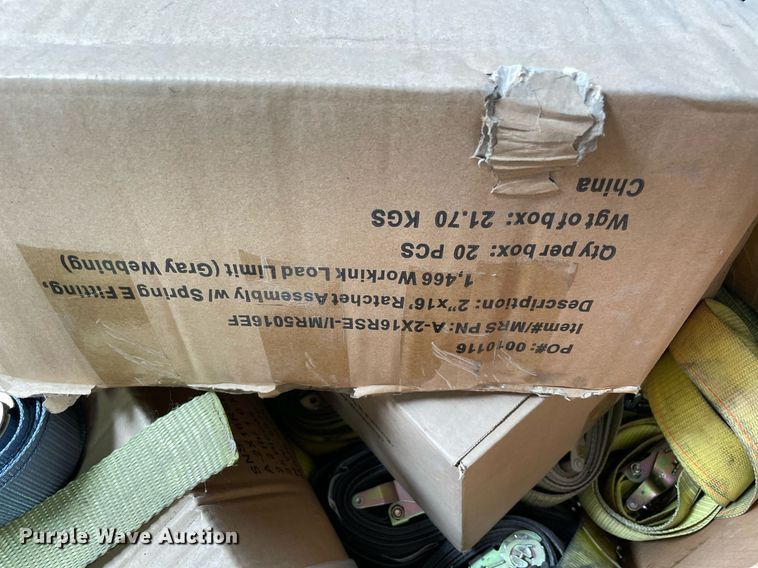 PO#: 0010116
Item#/MRS PN: A-2X16RSE-I/MR5016EF
Description: 2"x16' Ratchet Assembly w/ Spring E Fitting,
1,466 Workink Load Limit (Gray Webbing)
Qty per box: 20 PCS
Wgt of box: 21.70 KGS
China
Purple Wave Auction